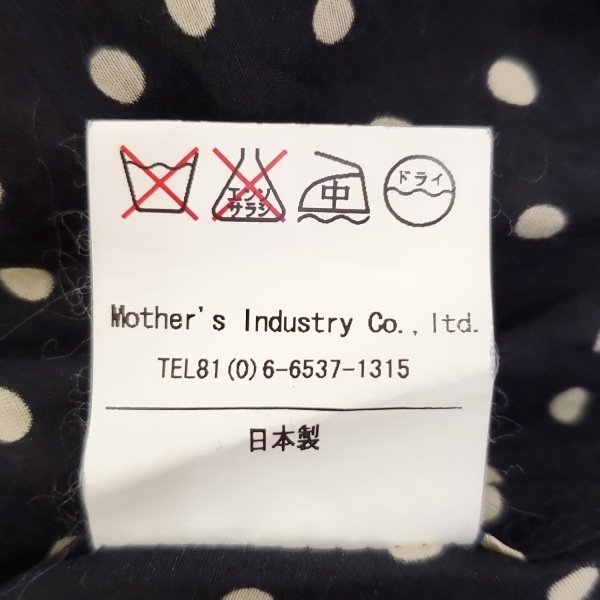 エンソ
サラシ
中
ドライ
Mother's Industry Co., ltd.
TEL81(0)6-6537-1315
日本製